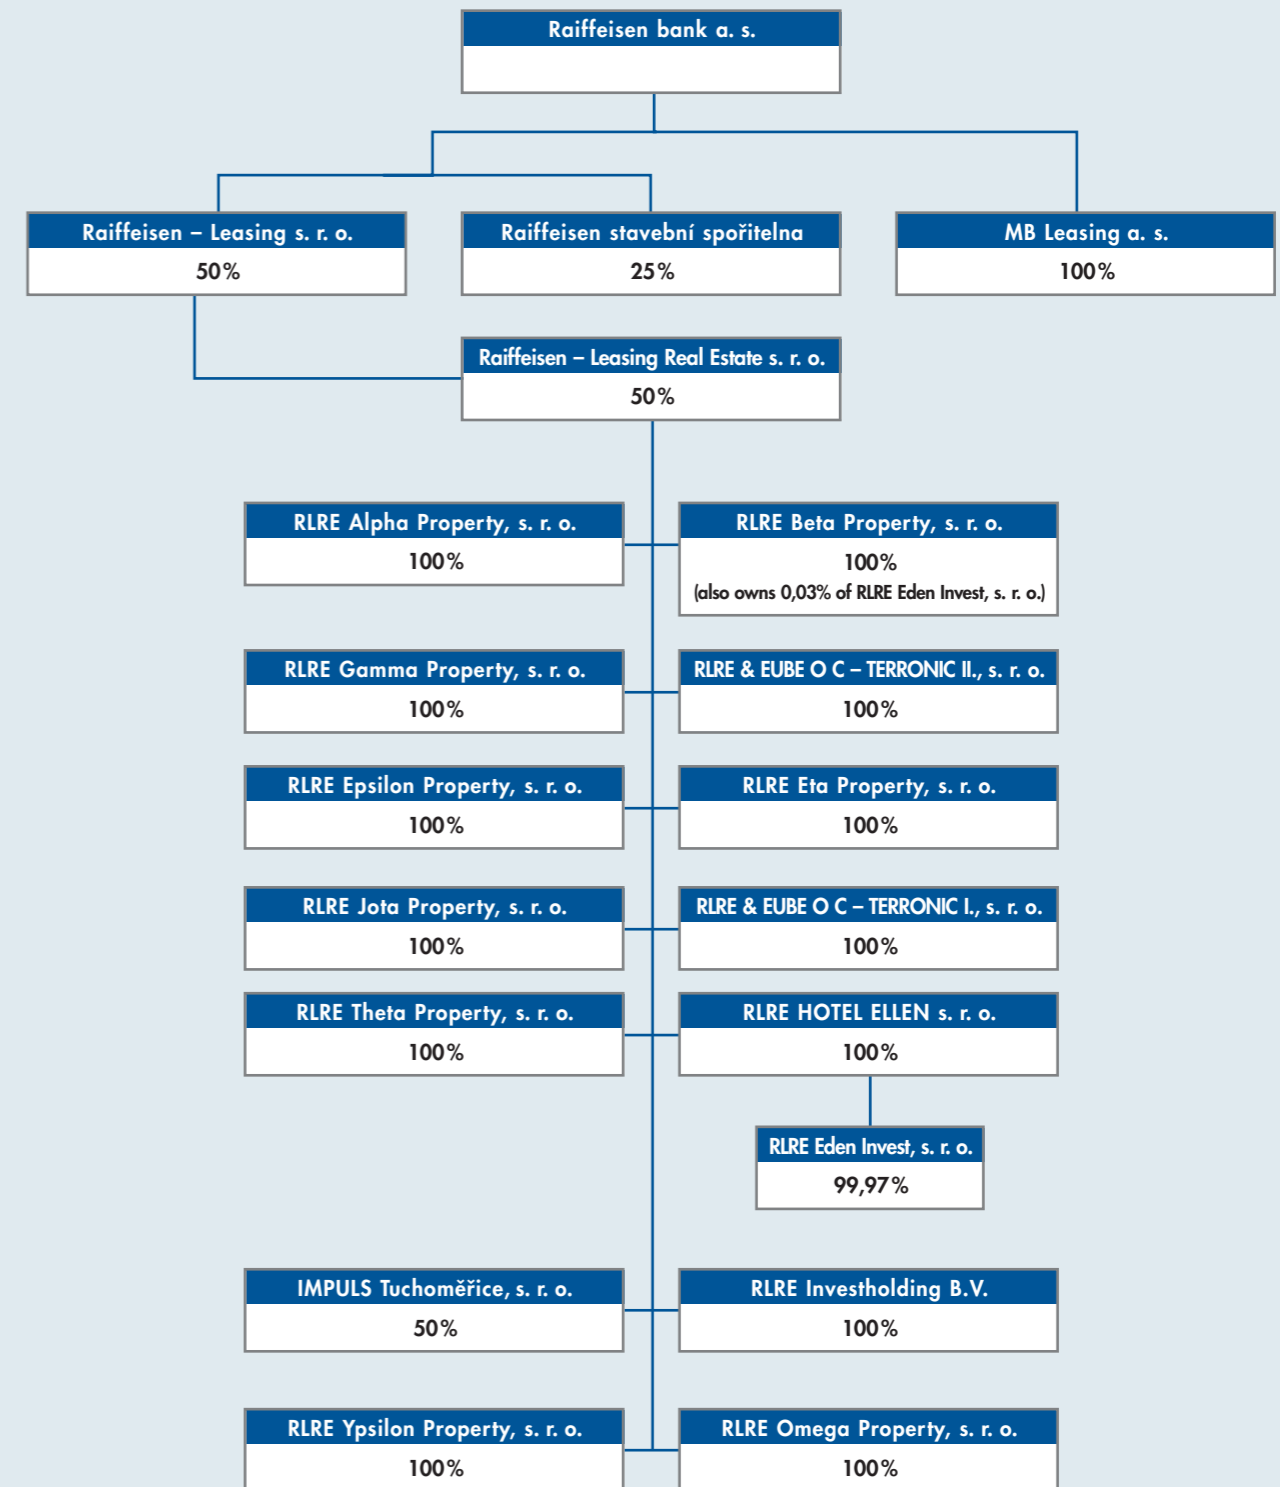 Raiffeisen bank a. s.
Raiffeisen – Leasing s. r. o.
50%
Raiffeisen stavební spořitelna
25%
MB Leasing a. s.
100%
Raiffeisen – Leasing Real Estate s. r. o.
50%
RLRE Alpha Property, s. r. o.
100%
RLRE Beta Property, s. r. o.
100%
(also owns 0,03% of RLRE Eden Invest, s. r. o.)
RLRE Gamma Property, s. r. o.
100%
RLRE & EUBE O C – TERRONIC II., s. r. o.
100%
RLRE Epsilon Property, s. r. o.
100%
RLRE Eta Property, s. r. o.
100%
RLRE Jota Property, s. r. o.
100%
RLRE & EUBE O C – TERRONIC I., s. r. o.
100%
RLRE Theta Property, s. r. o.
100%
RLRE HOTEL ELLEN s. r. o.
100%
RLRE Eden Invest, s. r. o.
99,97%
IMPULS Tuchoměřice, s. r. o.
50%
RLRE Investholding B.V.
100%
RLRE Ypsilon Property, s. r. o.
100%
RLRE Omega Property, s. r. o.
100%